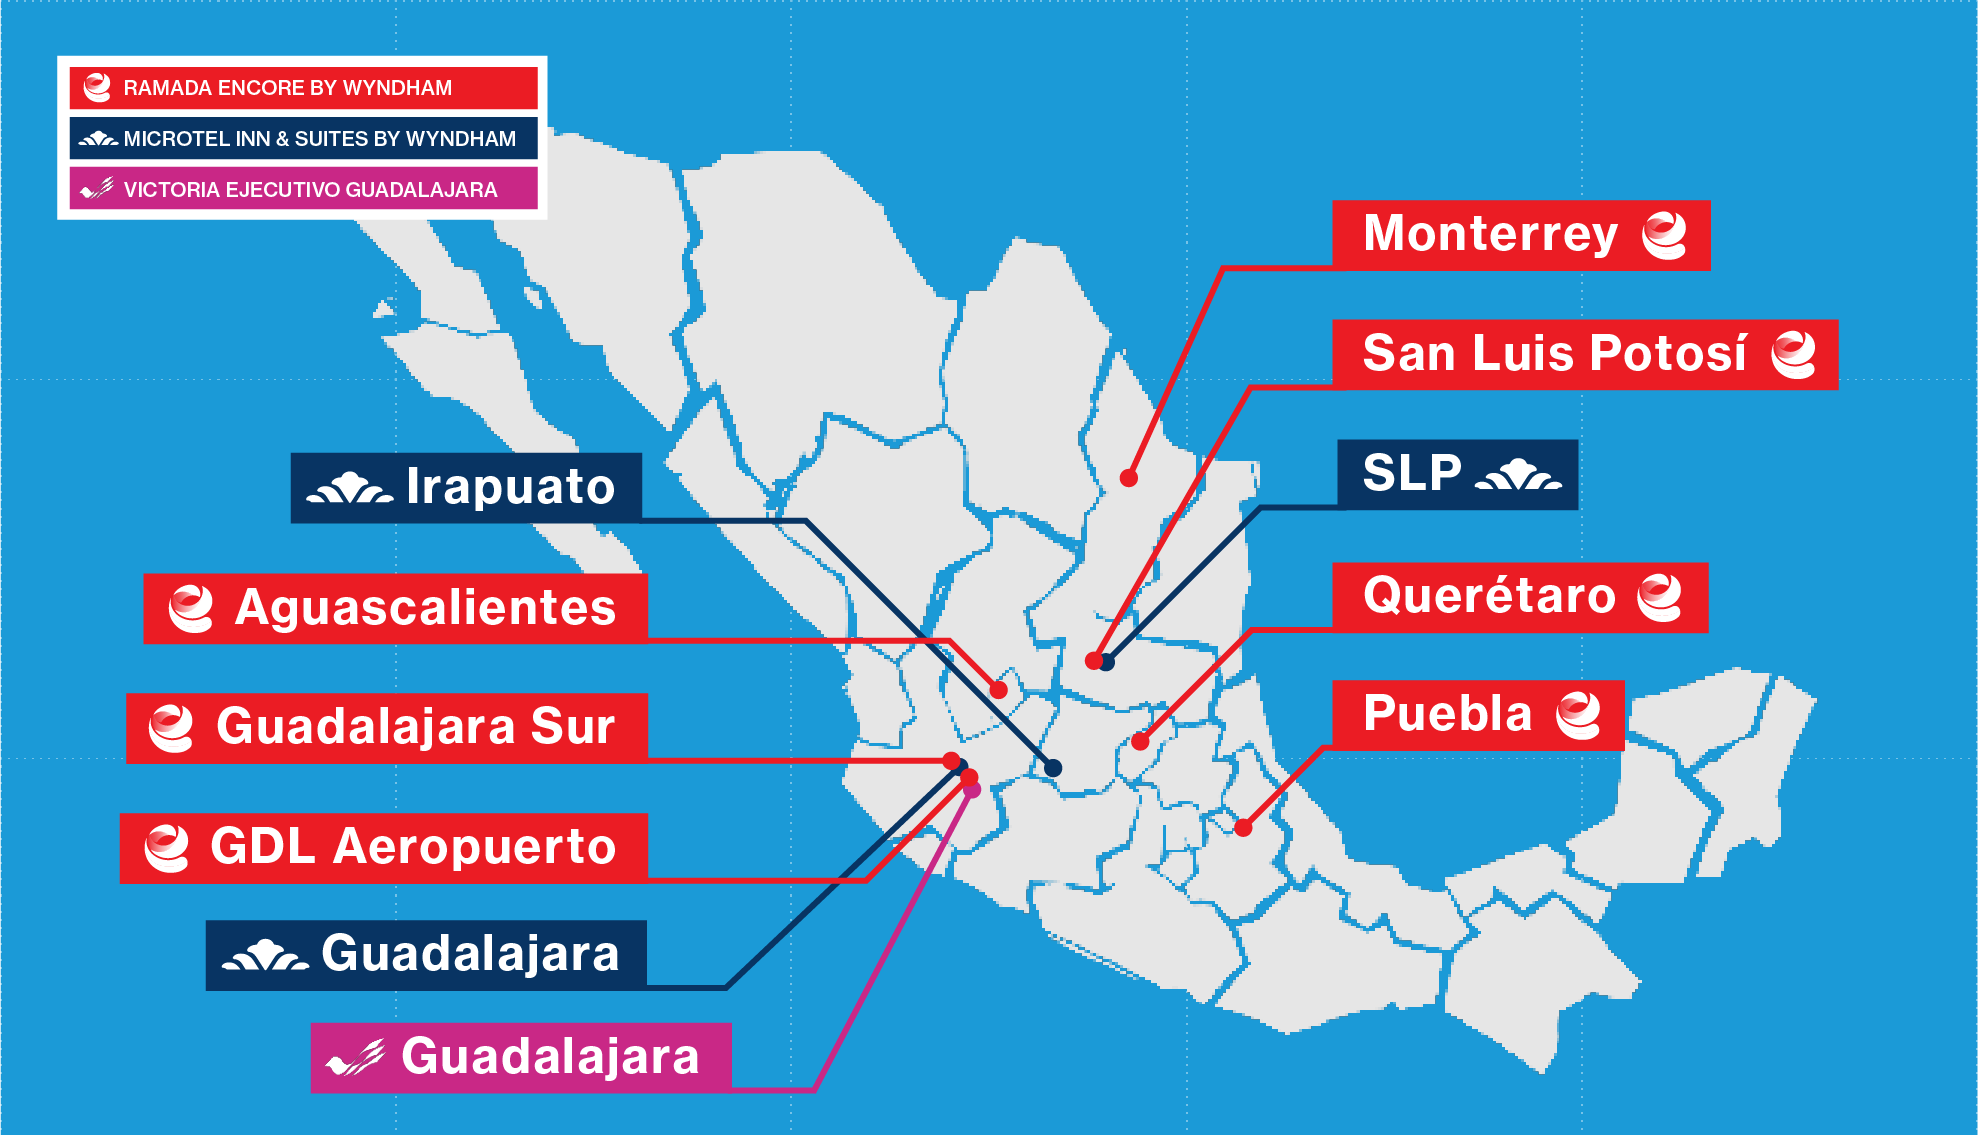 RAMADA ENCORE BY WYNDHAM
MICROTEL INN & SUITES BY WYNDHAM
VICTORIA EJECUTIVO GUADALAJARA
Monterrey
San Luis Potosí
SLP
Querétaro
Puebla
Irapuato
Aguascalientes
Guadalajara Sur
GDL Aeropuerto
Guadalajara
Guadalajara